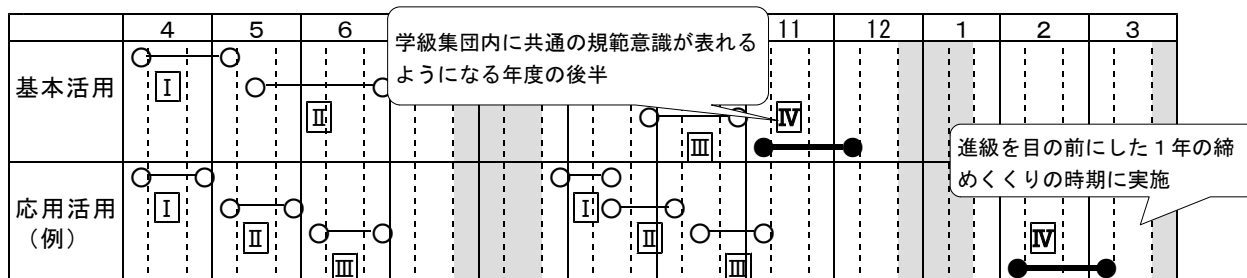 4 5 6 11 12 1 2 3
学級集団内に共通の規範意識が表れる
ようになる年度の後半
基本活用
Ⅰ
Ⅱ
Ⅲ
Ⅳ
進級を目の前にした1年の締
めくくりの時期に実施
応用活用
(例)
Ⅰ
Ⅱ
Ⅲ
Ⅰ
Ⅱ
Ⅲ
Ⅳ